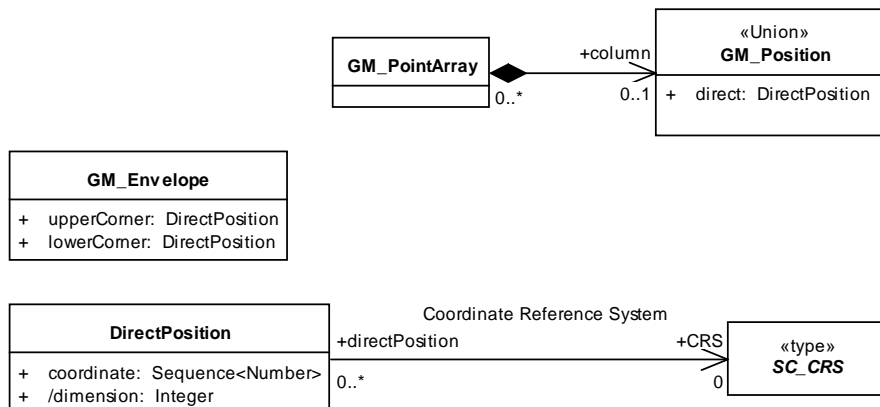 «Union»
GM_Position
+ direct: DirectPosition
GM_PointArray
+column
0..*
0..1
GM_Envelope
+ upperCorner: DirectPosition
+ lowerCorner: DirectPosition
DirectPosition
+ coordinate: Sequence<Number>
+ /dimension: Integer
Coordinate Reference System
+directPosition
+CRS
0..*
0
«type»
SC_CRS